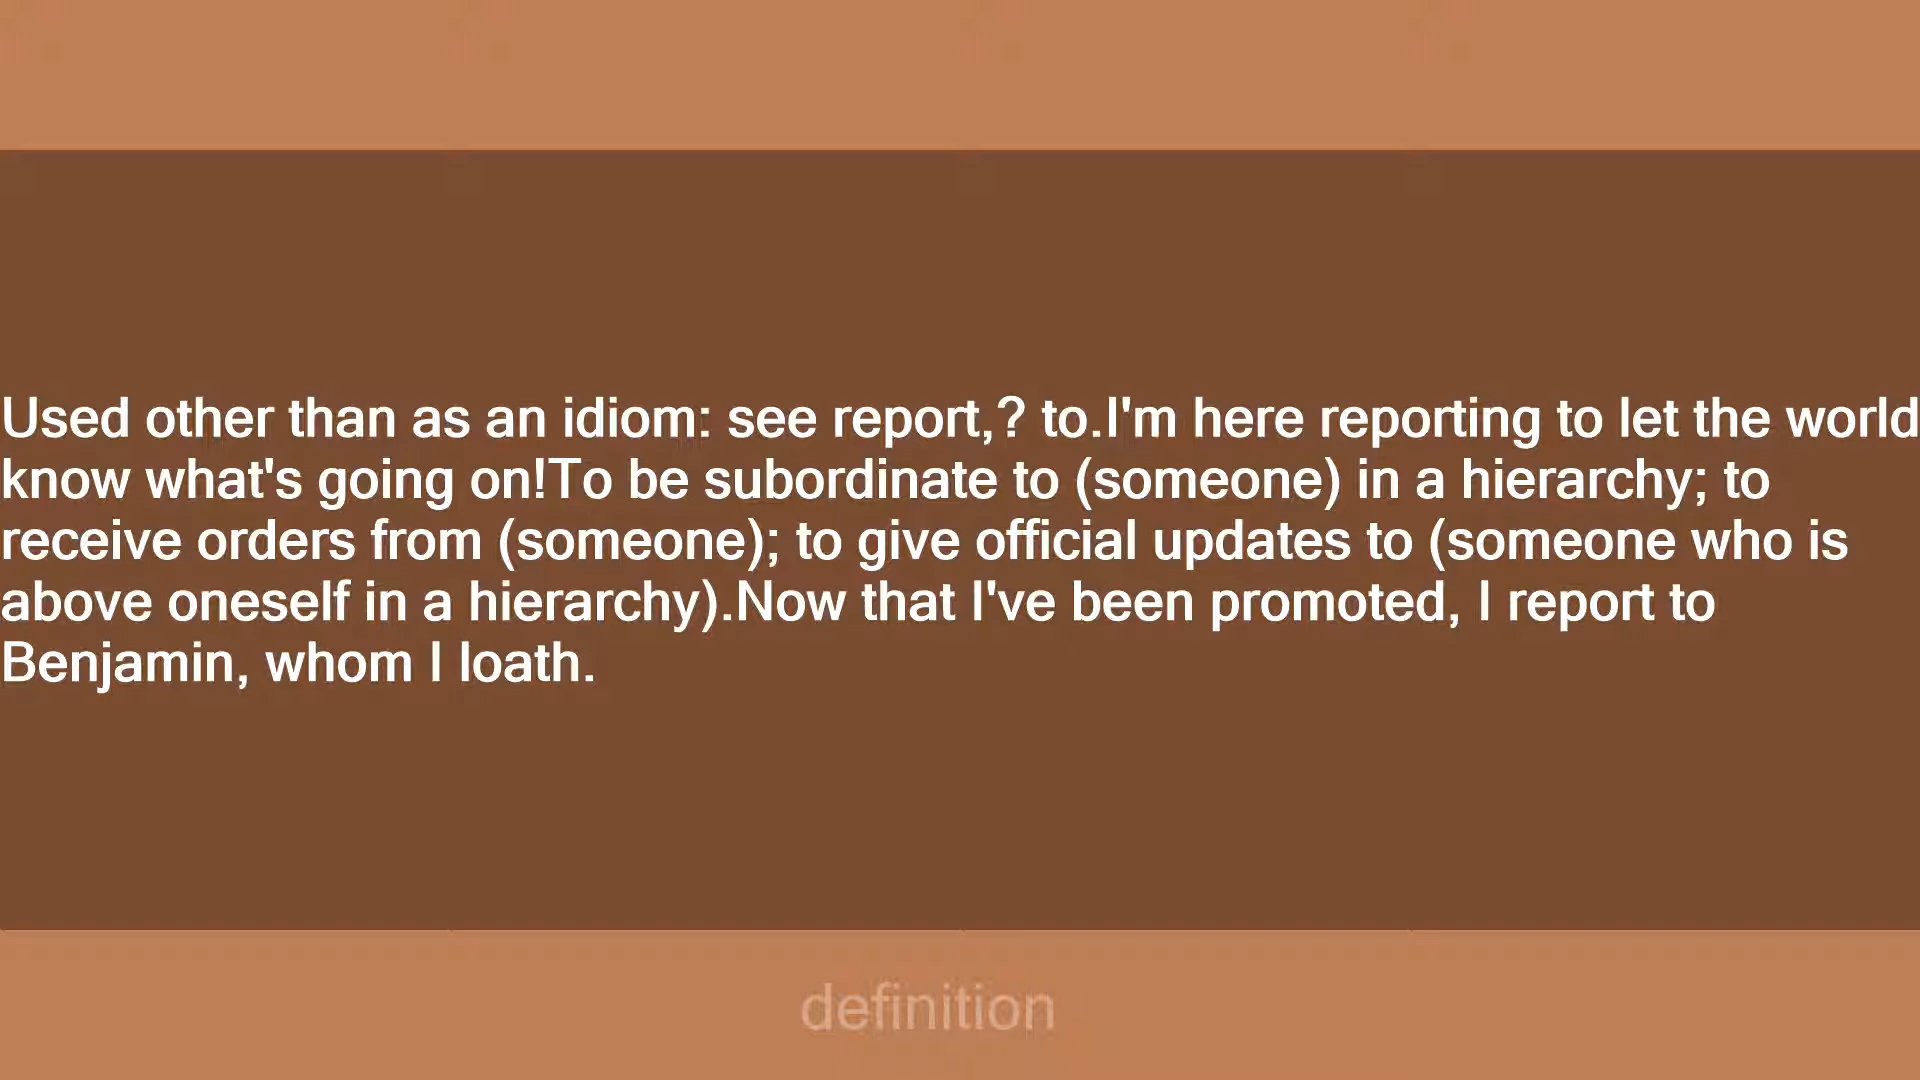 Used other than as an idiom: see report,? to.I'm here reporting to let the world
know what's going on!To be subordinate to (someone) in a hierarchy; to
receive orders from (someone); to give official updates to (someone who is
above oneself in a hierarchy).Now that I've been promoted, I report to
Benjamin, whom I loath.
definition